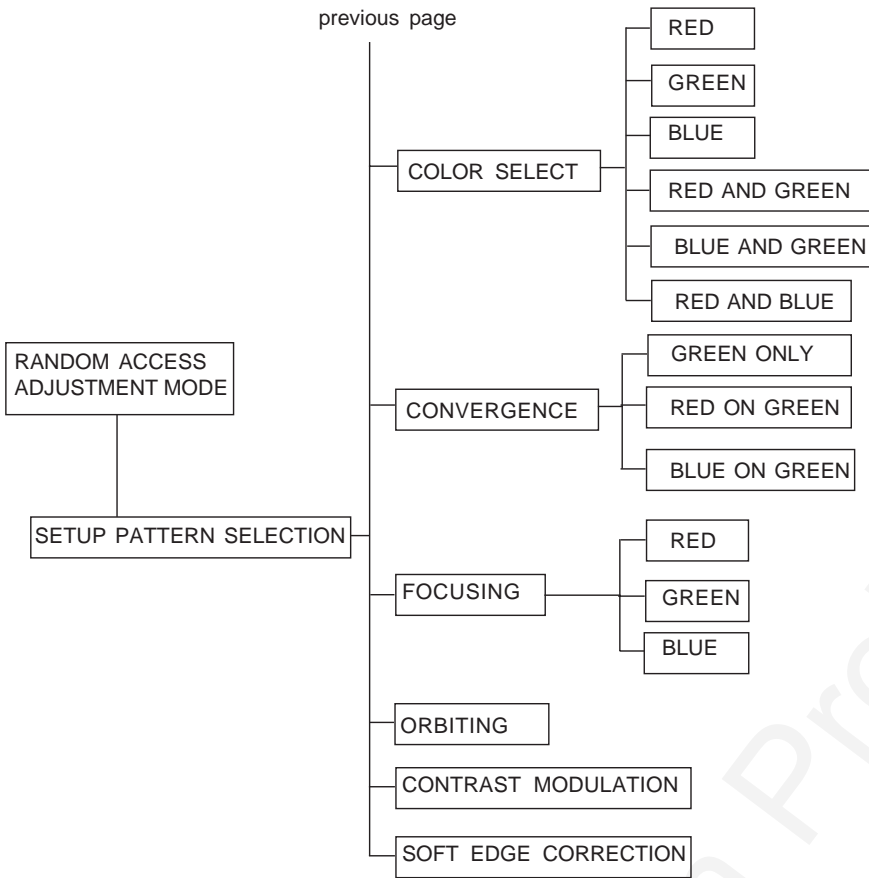 previous page
RED
GREEN
BLUE
COLOR SELECT
RED AND GREEN
BLUE AND GREEN
RED AND BLUE
RANDOM ACCESS
ADJUSTMENT MODE
GREEN ONLY
CONVERGENCE
RED ON GREEN
BLUE ON GREEN
SETUP PATTERN SELECTION
RED
FOCUSING
GREEN
BLUE
ORBITING
CONTRAST MODULATION
SOFT EDGE CORRECTION